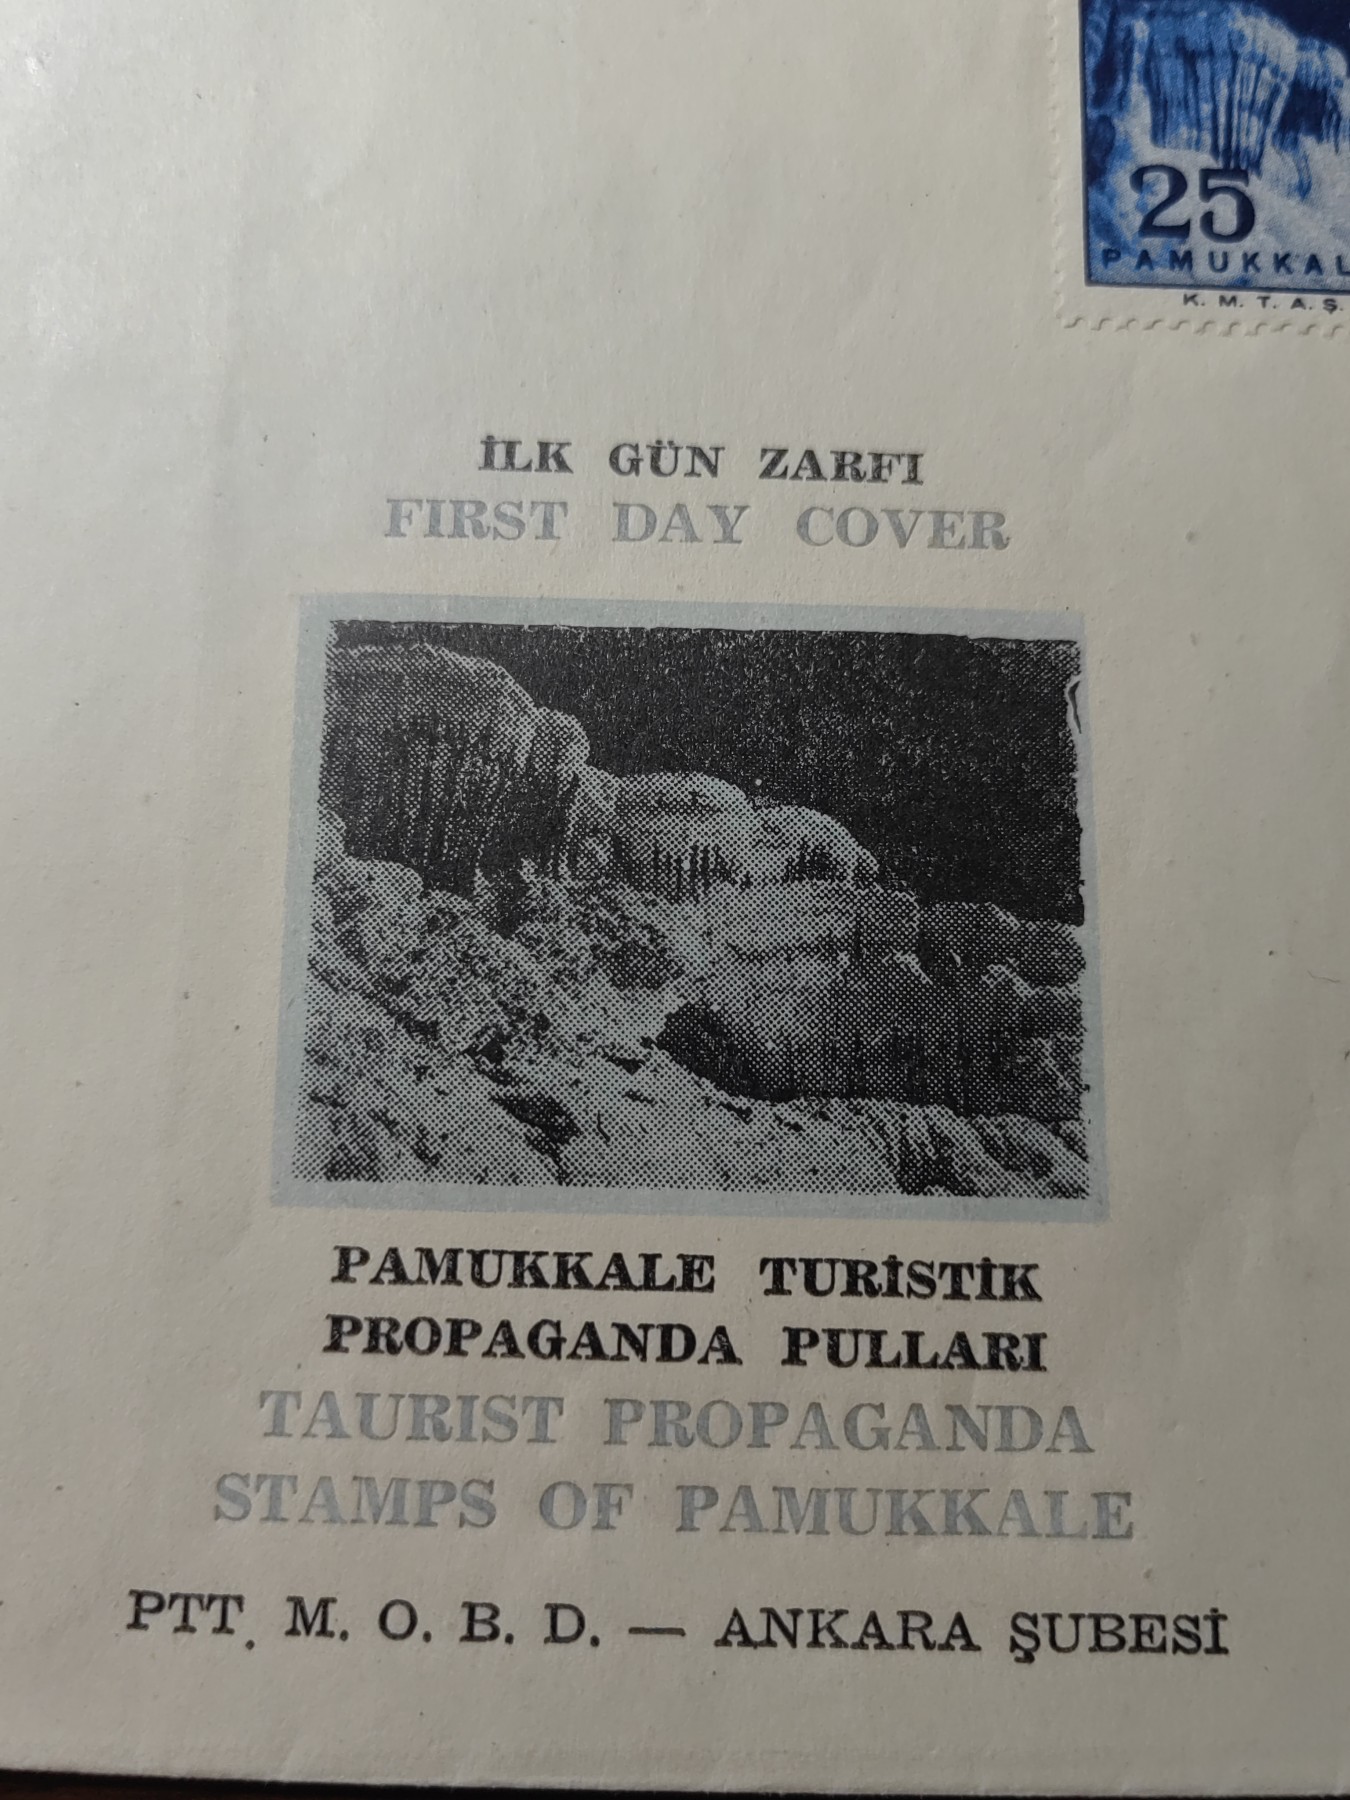 25
PAMUKKAL
K. M. T. A. Ş.
İLK GÜN ZARFI
FIRST DAY COVER
PAMUKKALE TURİSTİK
PROPAGANDA PULLARI
TAURIST PROPAGANDA
STAMPS OF PAMUKKALE
PTT. M. O. B. D. — ANKARA ŞUBESİ